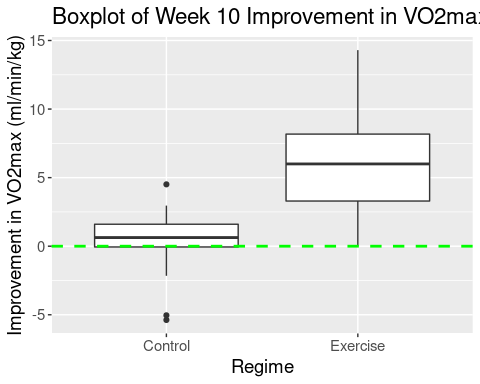 Boxplot of Week 10 Improvement in VO2ma
Improvement in VO2max (ml/min/kg)
15
10
5
0
-5
Control
Exercise
Regime